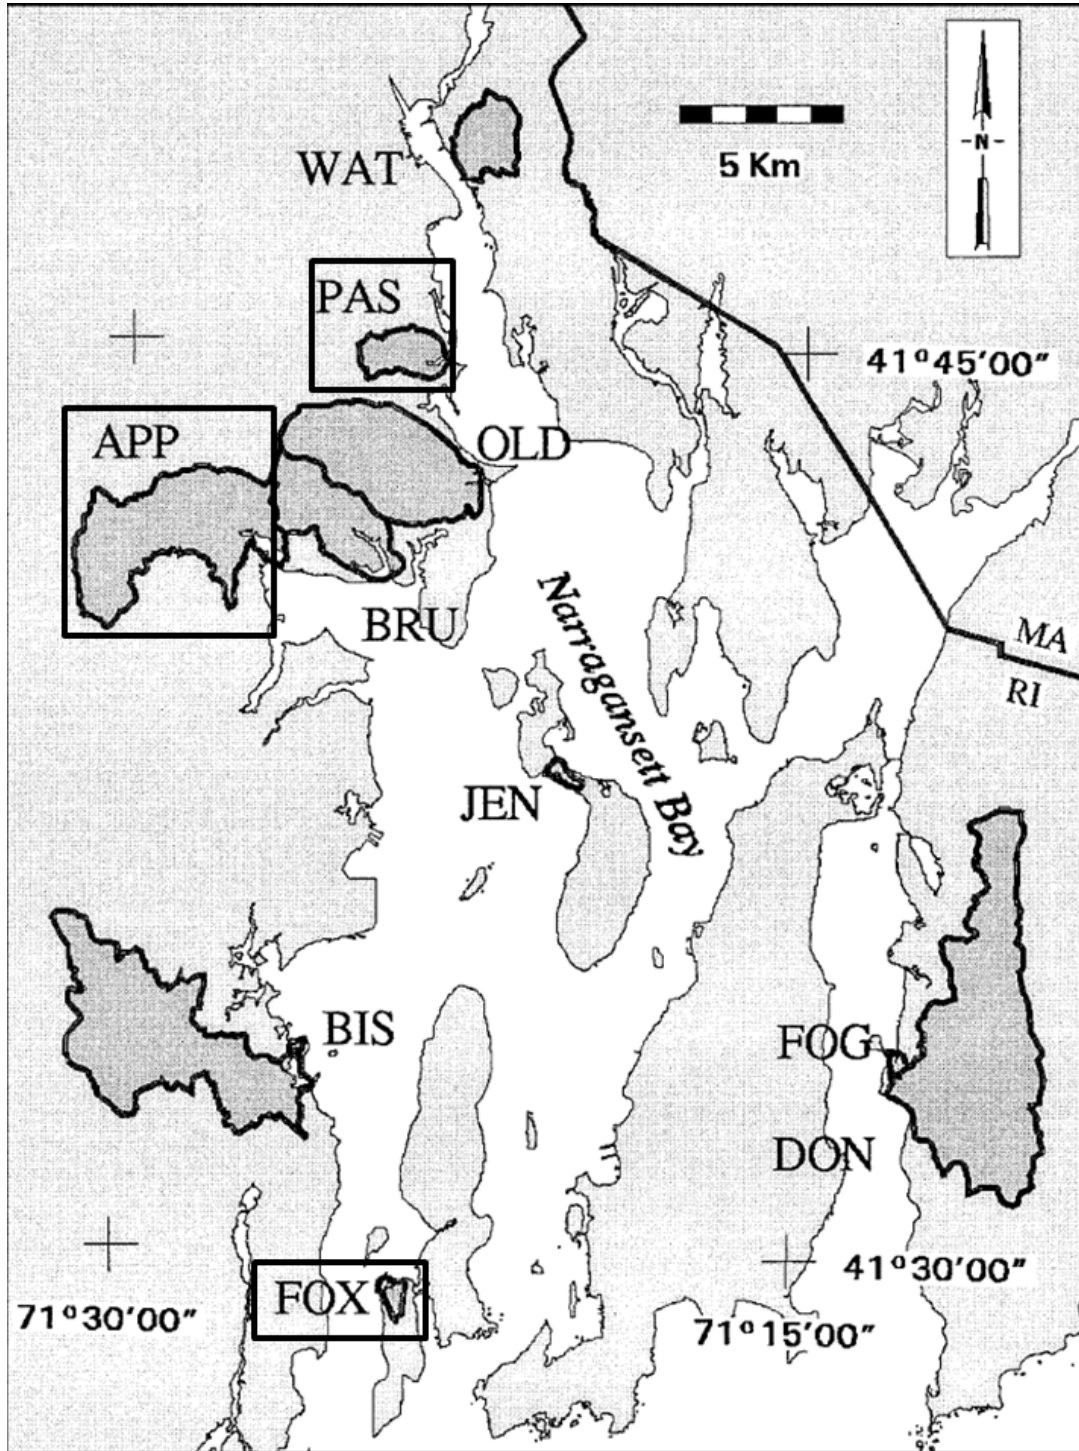 WAT
5 Km
-N-
PAS
41°45'00"
APP
OLD
BRU
Narragansett Bay
MA
RI
JEN
BIS
FOG
DON
41°30'00"
FOX
71°30'00"
71°15'00"